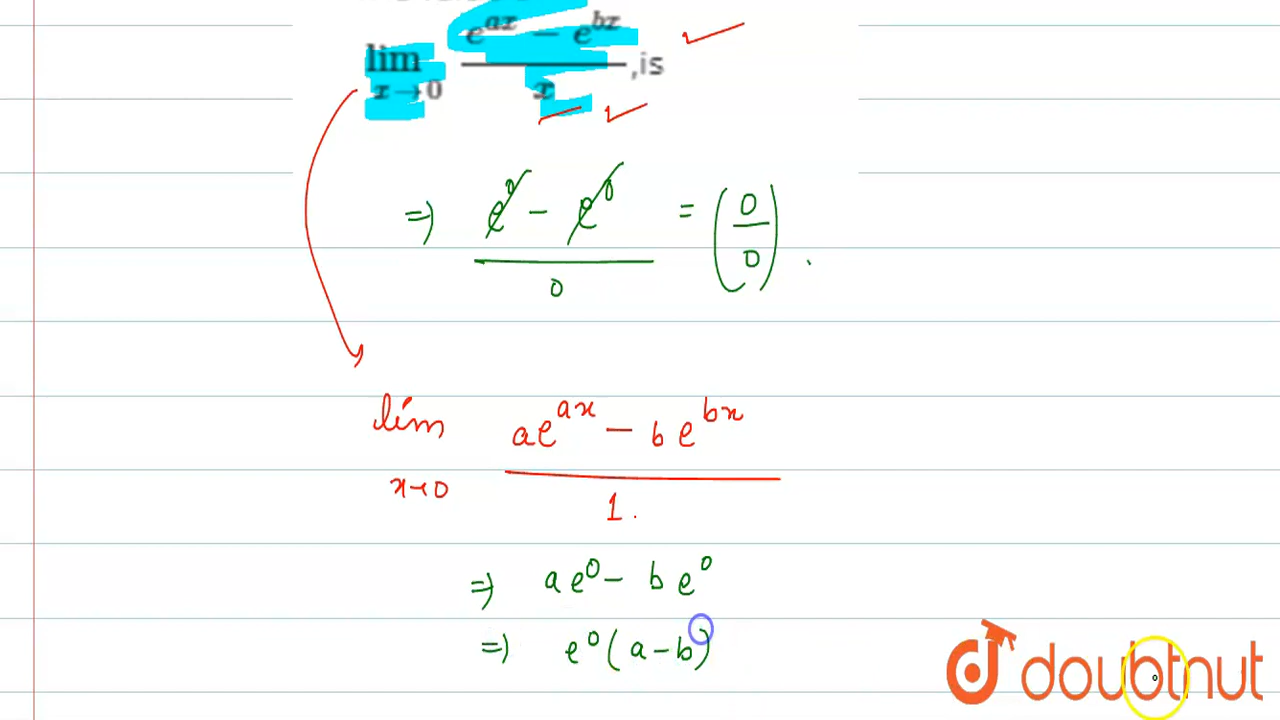 lim x→0 (e^{ax} − e^{bx})/x ,is
⇒ (e^0 − e^0)/0 = (0/0) .
lim x→0 (ae^{ax} − be^{bx})/1.
⇒ ae^0 − be^0
⇒ e^0(a−b)
doubtnut